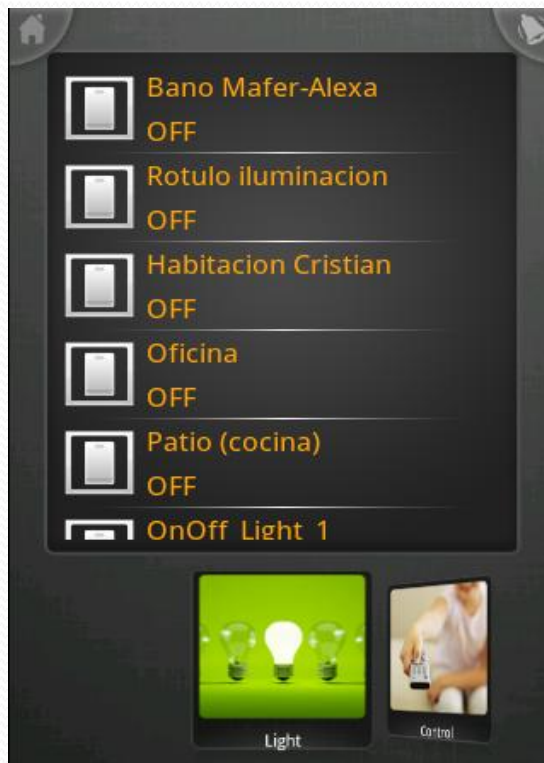 Bano Mafer-Alexa
OFF
Rotulo iluminacion
OFF
Habitacion Cristian
OFF
Oficina
OFF
Patio (cocina)
OFF
OnOff Light 1
Light
Control